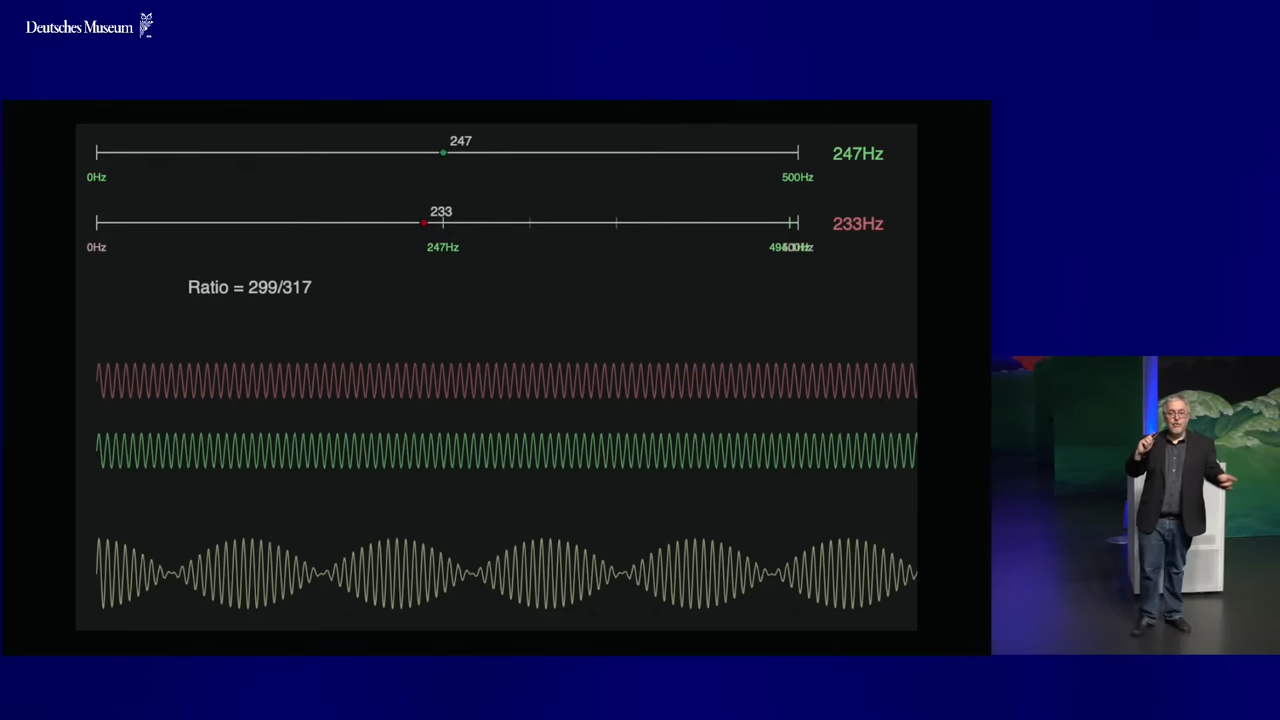 Deutsches Museum
247
247Hz
0Hz
500Hz
233
233Hz
0Hz
247Hz
Ratio = 299/317